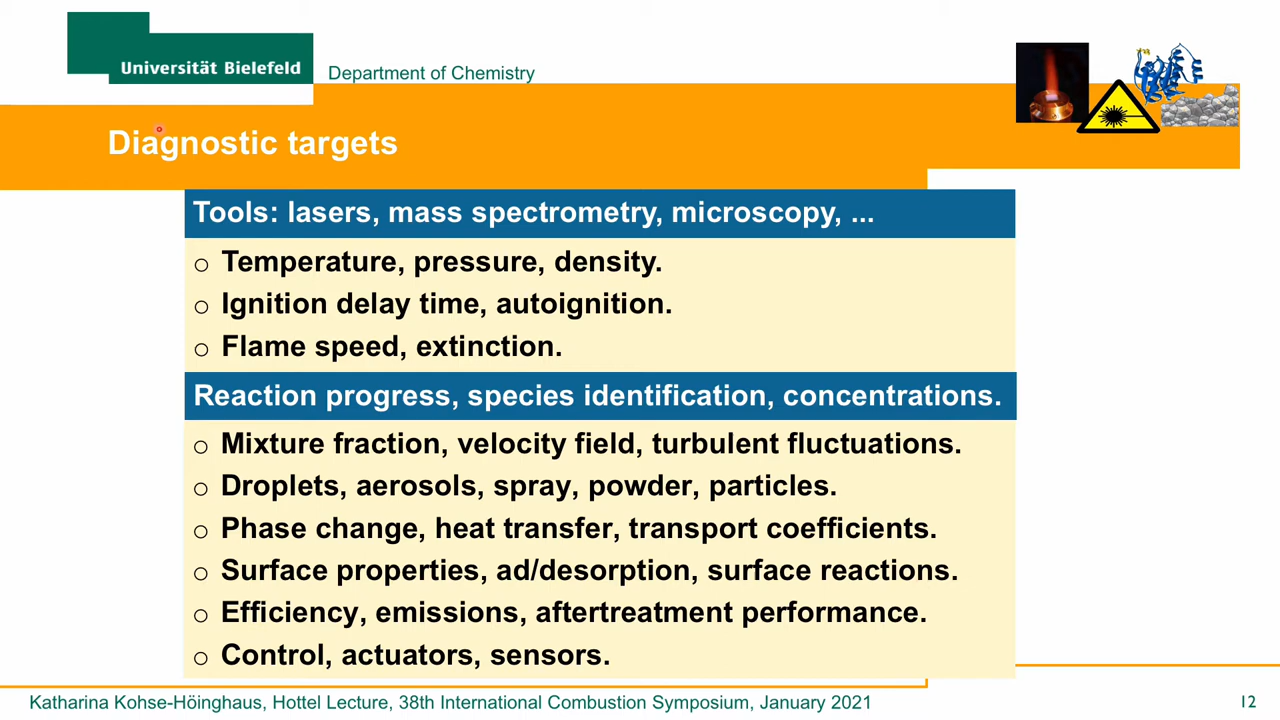 Universität Bielefeld
Department of Chemistry
Diagnostic targets
Tools: lasers, mass spectrometry, microscopy, ...
o Temperature, pressure, density.
o Ignition delay time, autoignition.
o Flame speed, extinction.
Reaction progress, species identification, concentrations.
o Mixture fraction, velocity field, turbulent fluctuations.
o Droplets, aerosols, spray, powder, particles.
o Phase change, heat transfer, transport coefficients.
o Surface properties, ad/desorption, surface reactions.
o Efficiency, emissions, aftertreatment performance.
o Control, actuators, sensors.
Katharina Kohse-Höinghaus, Hottel Lecture, 38th International Combustion Symposium, January 2021
12